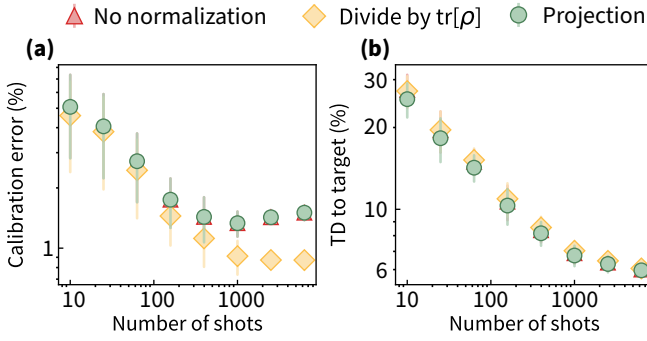 No normalization Divide by tr[ρ] Projection
(a) (b)
Calibration error (%)
1
10 100 1000
Number of shots
TD to target (%)
30
20
10
6
10 100 1000
Number of shots